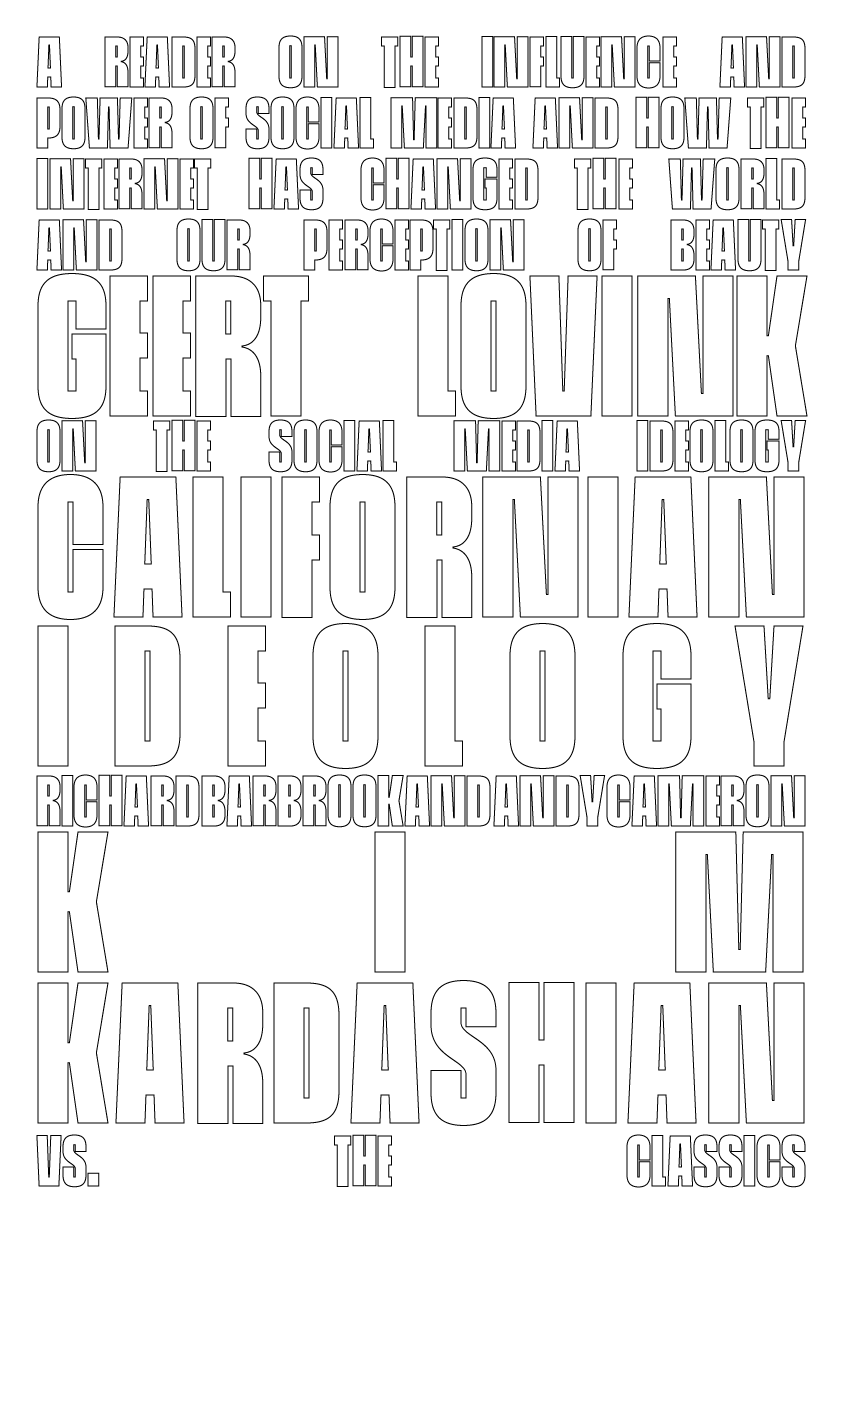 A READER ON THE INFLUENCE AND
POWER OF SOCIAL MEDIA AND HOW THE
INTERNET HAS CHANGED THE WORLD
AND OUR PERCEPTION OF BEAUTY
GEERT LOVINK
ON THE SOCIAL MEDIA IDEOLOGY
CALIFORNIAN
IDEOLOGY
RICHARDBARBROOKANDANDYCAMERON
KIM
KARDASHIAN
VS. THE CLASSICS